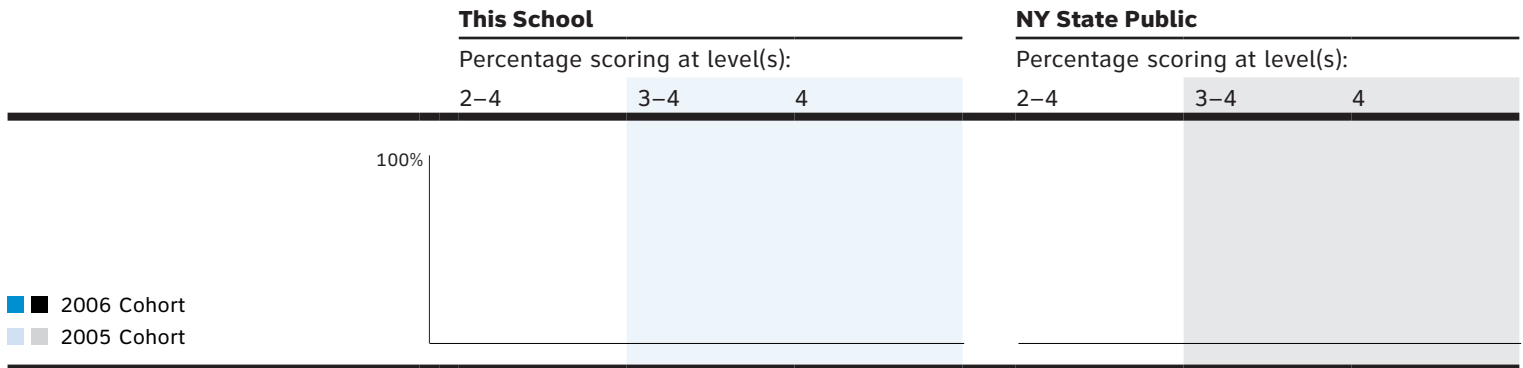 This School NY State Public
Percentage scoring at level(s): Percentage scoring at level(s):
2–4 3–4 4 2–4 3–4 4
100%
2006 Cohort
2005 Cohort